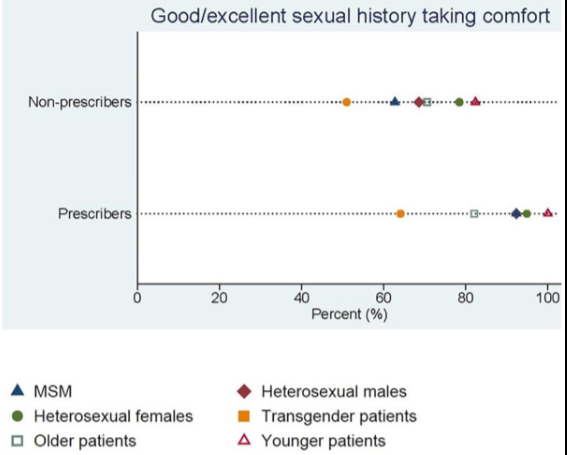 Good/excellent sexual history taking comfort
Non-prescribers
Prescribers
0 20 40 60 80 100
Percent (%)
MSM Heterosexual males
Heterosexual females Transgender patients
Older patients Younger patients